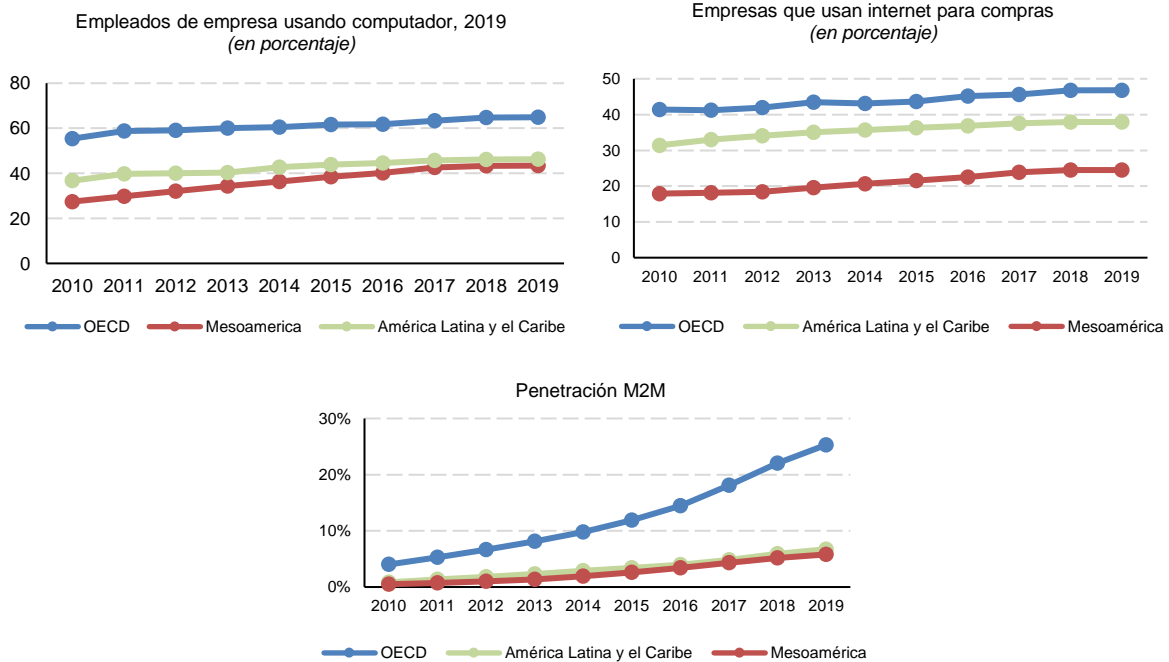 Empleados de empresa usando computador, 2019
(en porcentaje)
80
60
40
20
0
2010 2011 2012 2013 2014 2015 2016 2017 2018 2019
OECD Mesoamerica América Latina y el Caribe
Empresas que usan internet para compras
(en porcentaje)
50
40
30
20
10
0
2010 2011 2012 2013 2014 2015 2016 2017 2018 2019
OECD América Latina y el Caribe Mesoamérica
Penetración M2M
30%
20%
10%
0%
2010 2011 2012 2013 2014 2015 2016 2017 2018 2019
OECD América Latina y el Caribe Mesoamérica